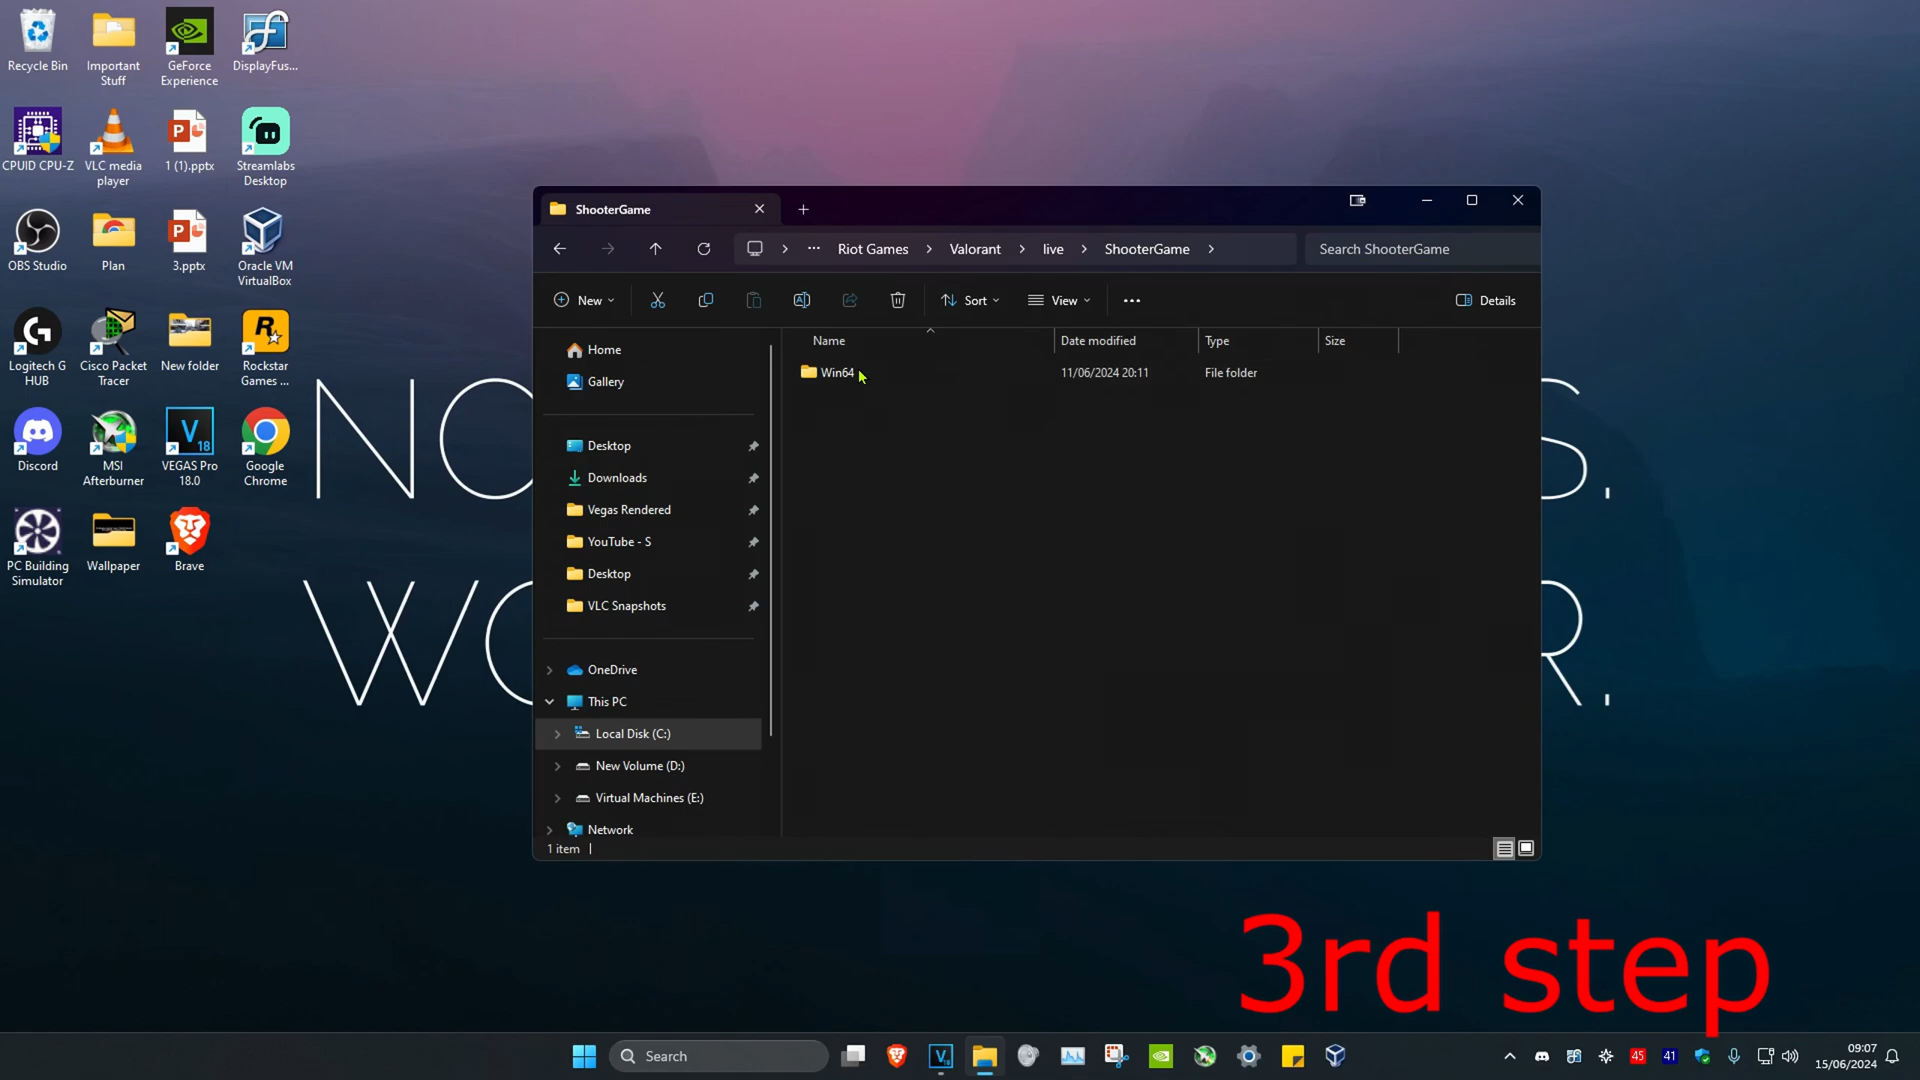 Recycle Bin
Important Stuff
GeForce Experience
DisplayFus...
CPUID CPU-Z
VLC media player
1 (1).pptx
Streamlabs Desktop
OBS Studio
Plan
3.pptx
Oracle VM VirtualBox
Logitech G HUB
Cisco Packet Tracer
New folder
Rockstar Games ...
Discord
MSI Afterburner
VEGAS Pro 18.0
Google Chrome
PC Building Simulator
Wallpaper
Brave
ShooterGame
Riot Games > Valorant > live > ShooterGame >
Search ShooterGame
New
Sort
View
Details
Name
Date modified
Type
Size
Win64
11/06/2024 20:11
File folder
Home
Gallery
Desktop
Downloads
Vegas Rendered
YouTube - S
Desktop
VLC Snapshots
OneDrive
This PC
Local Disk (C:)
New Volume (D:)
Virtual Machines (E:)
Network
1 item
NO
S.
WO
R.
3rd step
Search
45
41
09:07
15/06/2024